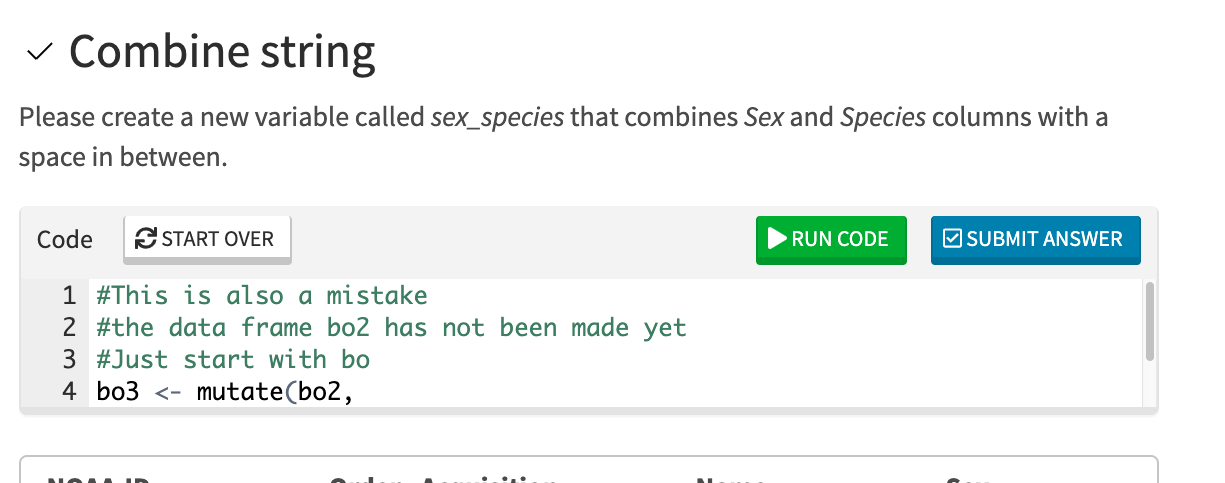 Combine string
Please create a new variable called sex_species that combines Sex and Species columns with a
space in between.
Code START OVER RUN CODE SUBMIT ANSWER
1 #This is also a mistake
2 #the data frame bo2 has not been made yet
3 #Just start with bo
4 bo3 <- mutate(bo2,